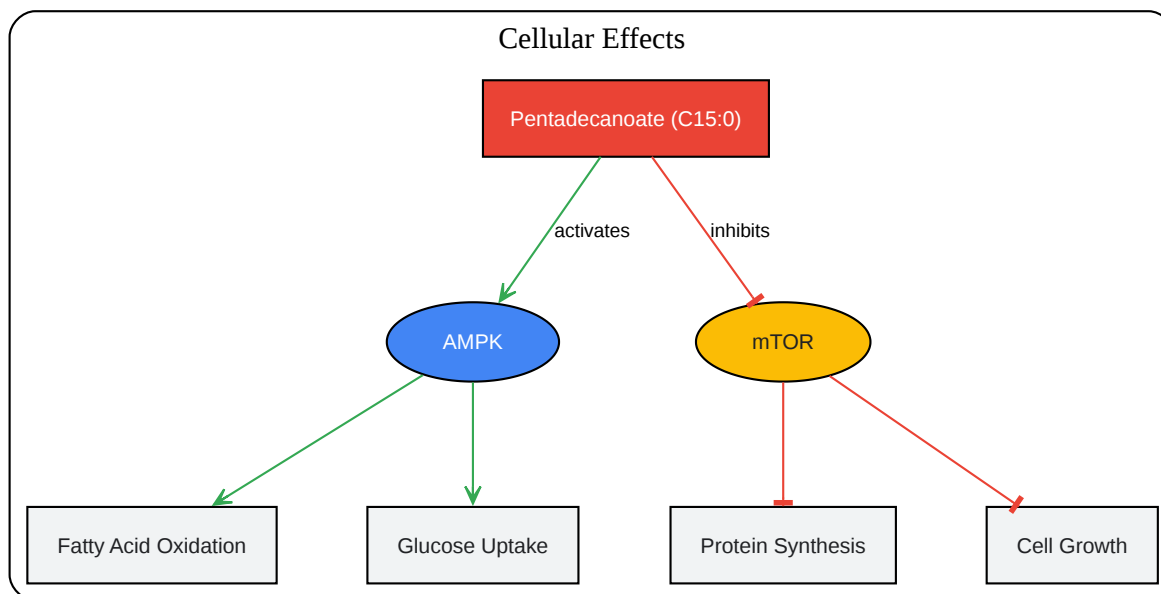 Cellular Effects
Pentadecanoate (C15:0)
activates
inhibits
AMPK
mTOR
Fatty Acid Oxidation
Glucose Uptake
Protein Synthesis
Cell Growth